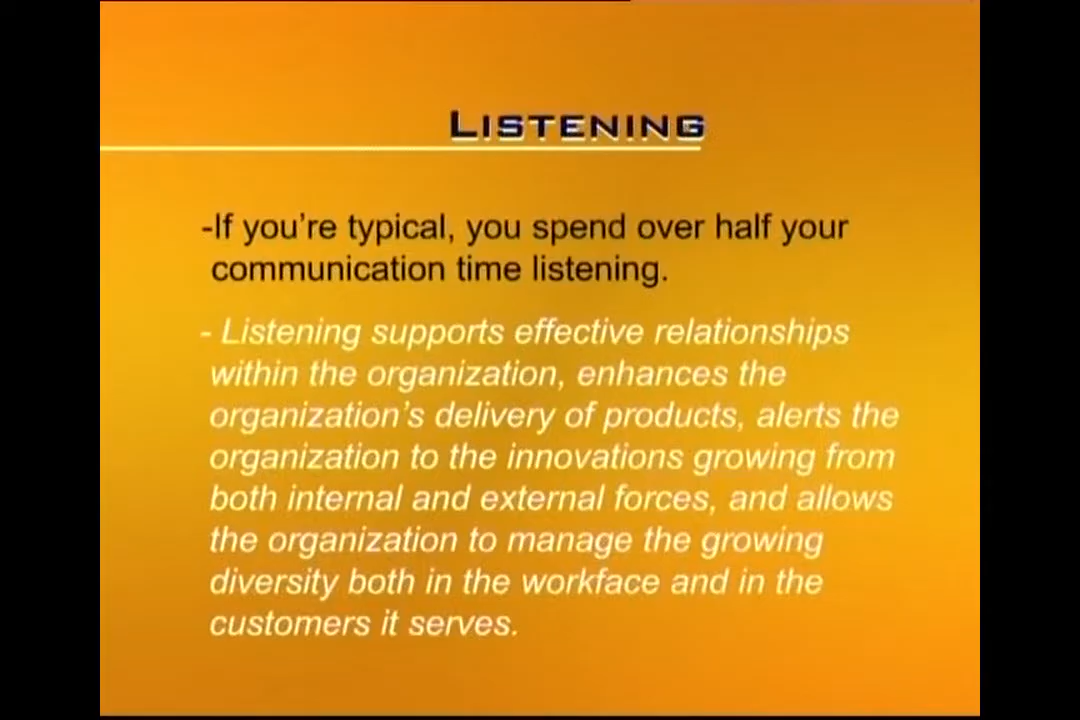 LISTENING
-If you’re typical, you spend over half your
communication time listening.
- Listening supports effective relationships
within the organization, enhances the
organization’s delivery of products, alerts the
organization to the innovations growing from
both internal and external forces, and allows
the organization to manage the growing
diversity both in the workface and in the
customers it serves.